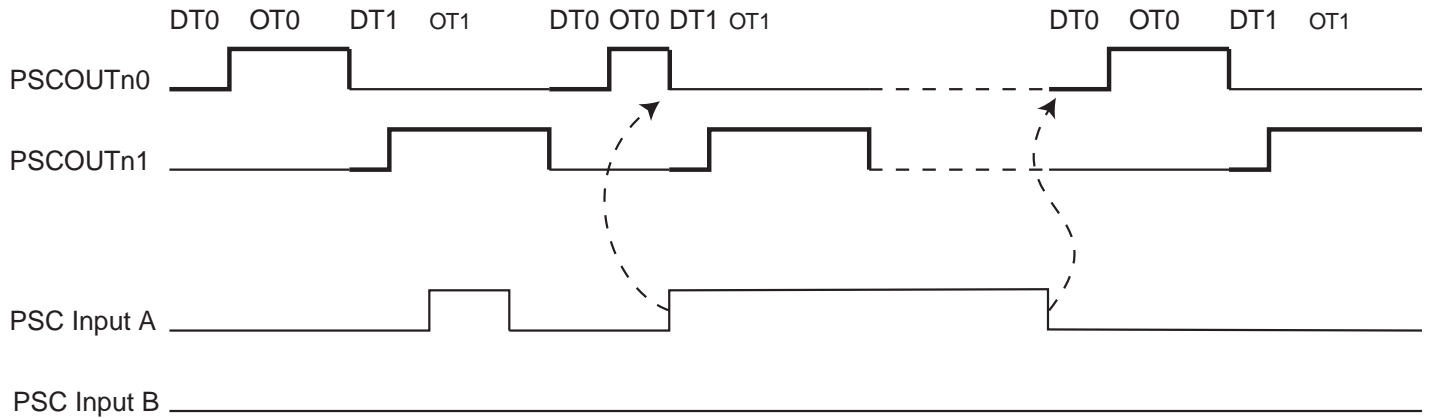 DT0 OT0 DT1 OT1 DT0 OT0 DT1 OT1 DT0 OT0 DT1 OT1
PSCOUTn0
PSCOUTn1
PSC Input A
PSC Input B